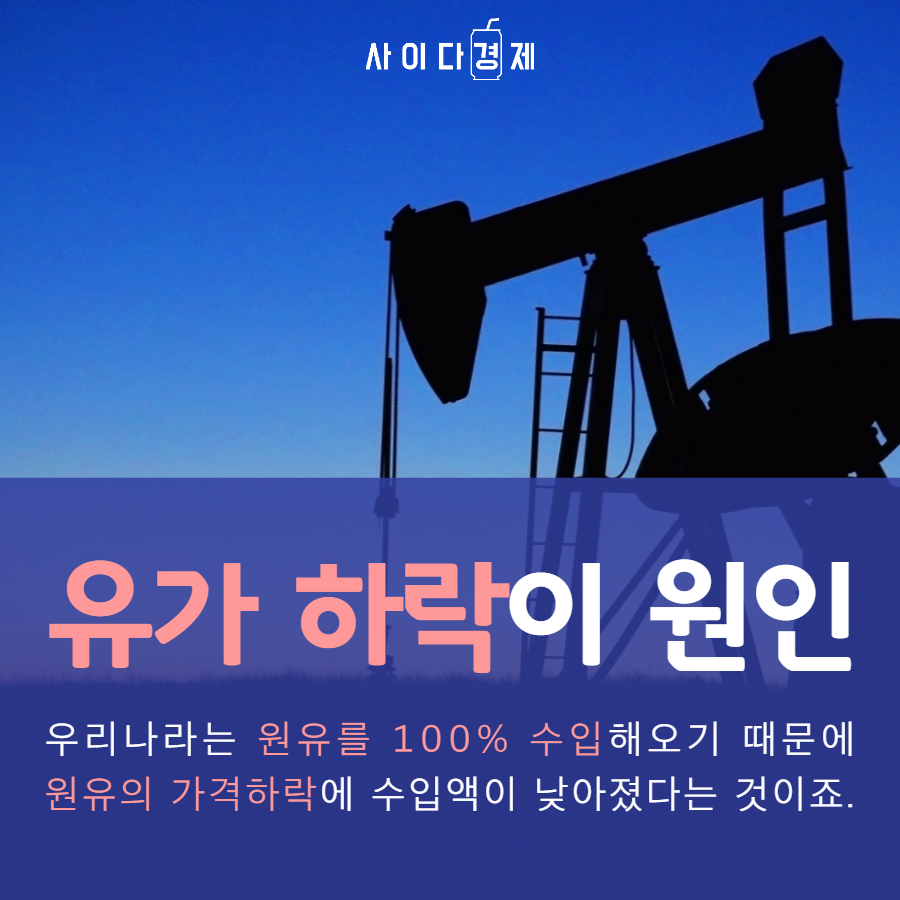 사이다경제
유가 하락이 원인
우리나라는 원유를 100% 수입해오기 때문에
원유의 가격하락에 수입액이 낮아졌다는 것이죠.